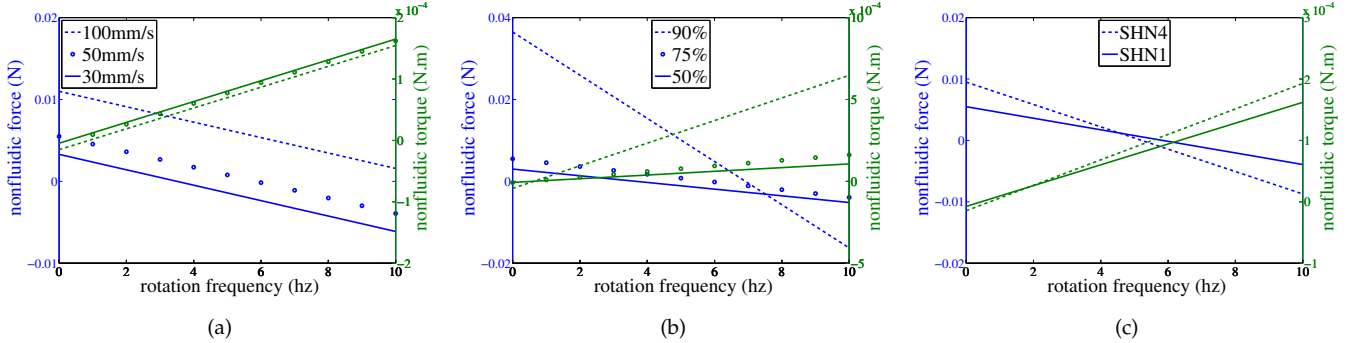 x 10⁻⁴
0.02
2
100mm/s
50mm/s
30mm/s
0.01
1
0
0
−1
−0.01
−2
0 2 4 6 8 10
nonfluidic force (N)
nonfluidic torque (N.m)
rotation frequency (hz)
(a)
x 10⁻⁴
0.04
10
90%
75%
50%
0.02
5
0
0
−0.02
−5
0 2 4 6 8 10
nonfluidic force (N)
nonfluidic torque (N.m)
rotation frequency (hz)
(b)
x 10⁻⁴
0.02
3
SHN4
SHN1
0.01
2
0
1
−0.01
0
−0.02
−1
0 2 4 6 8 10
nonfluidic force (N)
nonfluidic torque (N.m)
rotation frequency (hz)
(c)